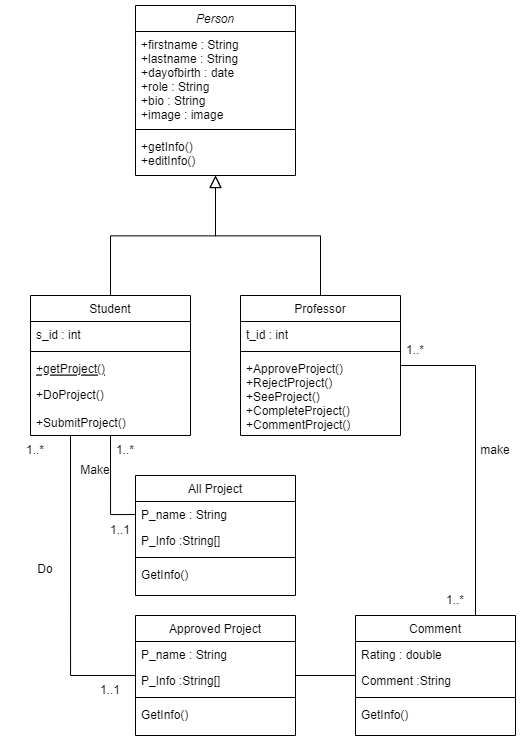 Person
+firstname : String
+lastname : String
+dayofbirth : date
+role : String
+bio : String
+image : image
+getInfo()
+editInfo()
Student
s_id : int
+getProject()
+DoProject()
+SubmitProject()
Professor
t_id : int
+ApproveProject()
+RejectProject()
+SeeProject()
+CompleteProject()
+CommentProject()
1..*
1..*
1..*
make
Make
All Project
P_name : String
P_Info :String[]
GetInfo()
1..1
Do
1..*
Approved Project
P_name : String
P_Info :String[]
GetInfo()
1..1
Comment
Rating : double
Comment :String
GetInfo()